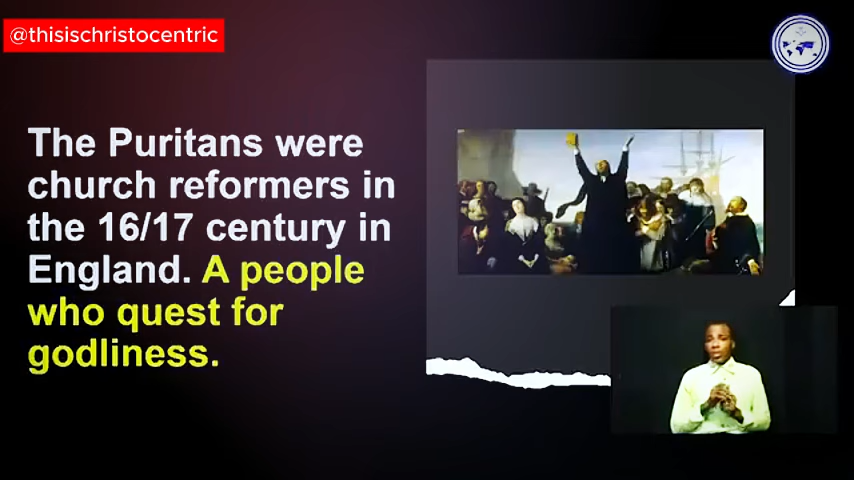 @thisischristocentric
The Puritans were
church reformers in
the 16/17 century in
England. A people
who quest for
godliness.